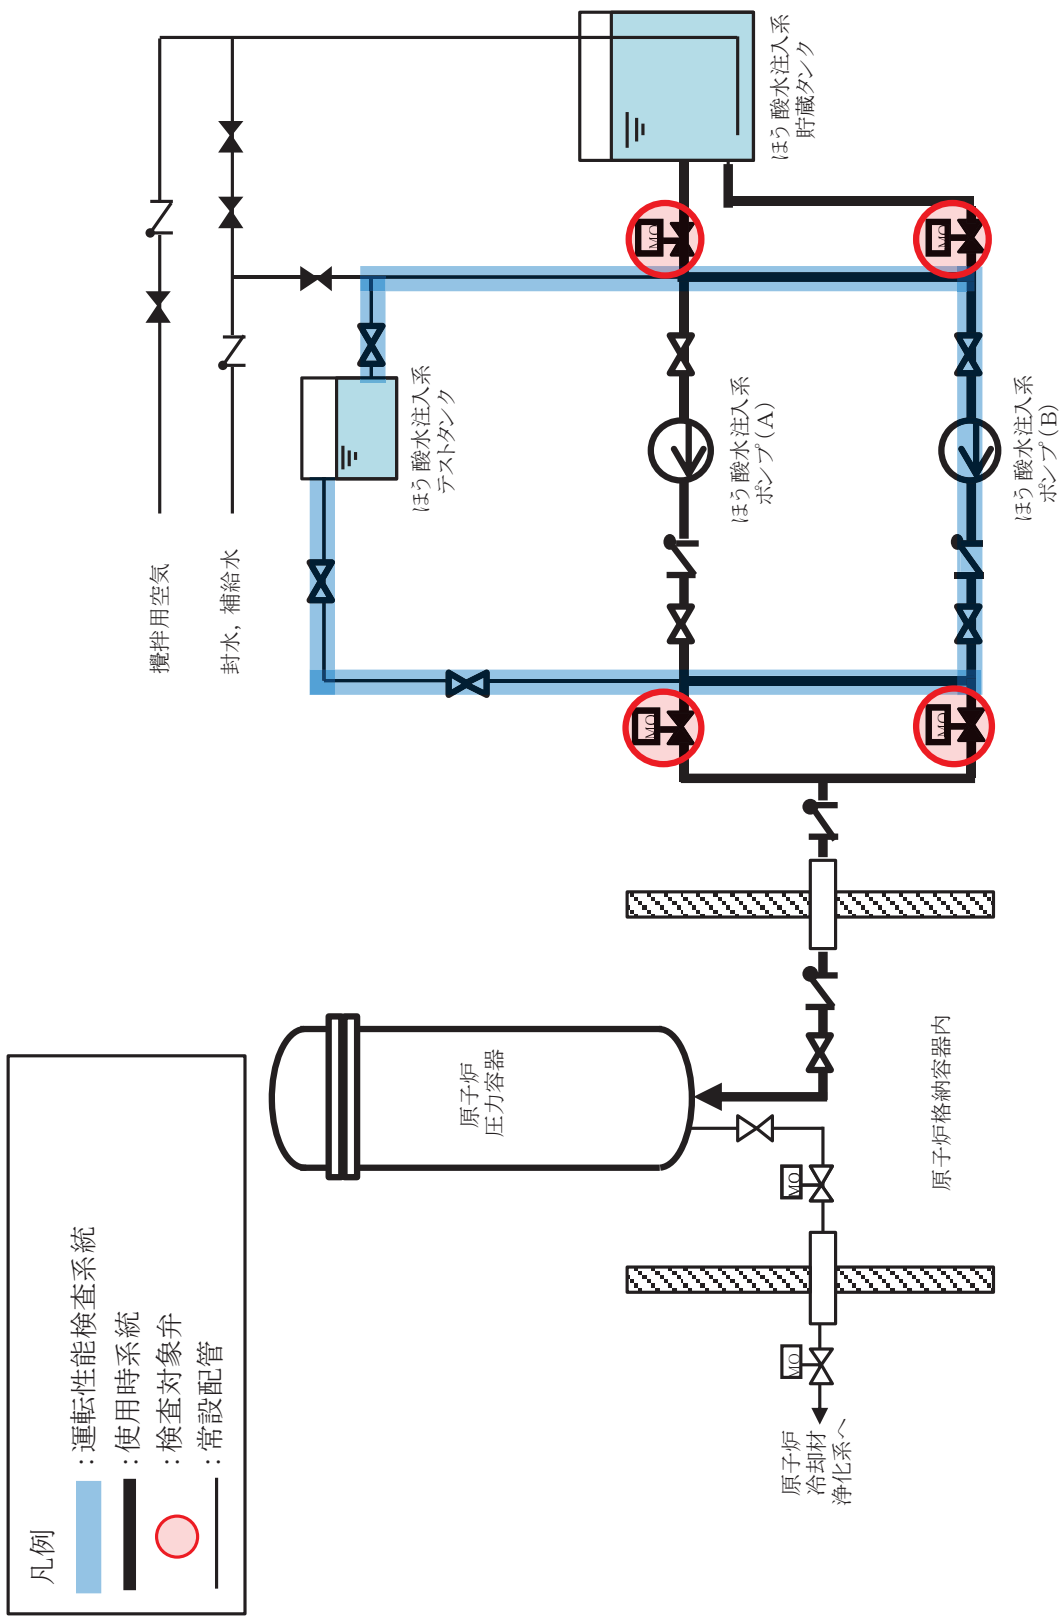 攪拌用空気
封水, 補給水
ほう酸水注入系
テストタンク
ほう酸水注入系
貯蔵タンク
MO
MO
ほう酸水注入系
ポンプ(A)
ほう酸水注入系
ポンプ(B)
MO
MO
原子炉
圧力容器
原子炉格納容器内
MO
MO
原子炉
冷却材
浄化系へ
凡例
：運転性能検査系統
：使用時系統
：検査対象弁
：常設配管